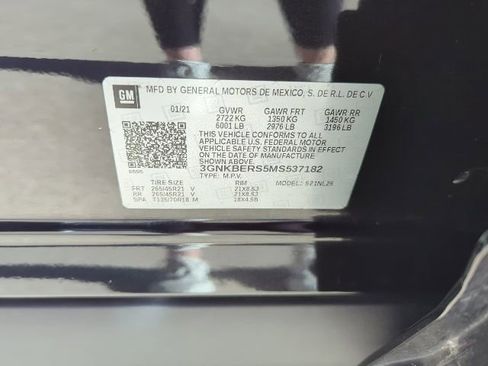 GM
MFD BY GENERAL MOTORS DE MEXICO, S. DE R.L. DE C.V
01/21 GVWR GAWR FRT GAWR RR
2722 KG 1350 KG 1450 KG
6001 LB 2976 LB 3196 LB
THIS VEHICLE CONFORMS TO ALL
APPLICABLE U.S. FEDERAL MOTOR
VEHICLE SAFETY STANDARDS IN
EFFECT ON THE DATE OF MANUFACTURE
SHOWN ABOVE.
3GNKBERS5MS537182
TYPE: M.P.V. MODEL:
TIRE SIZE RIM
FRT 265/45R21 V 21X8.5J
RR 265/45R21 V 21X8.5J
SPA T135/70R18 M 18X4.5B